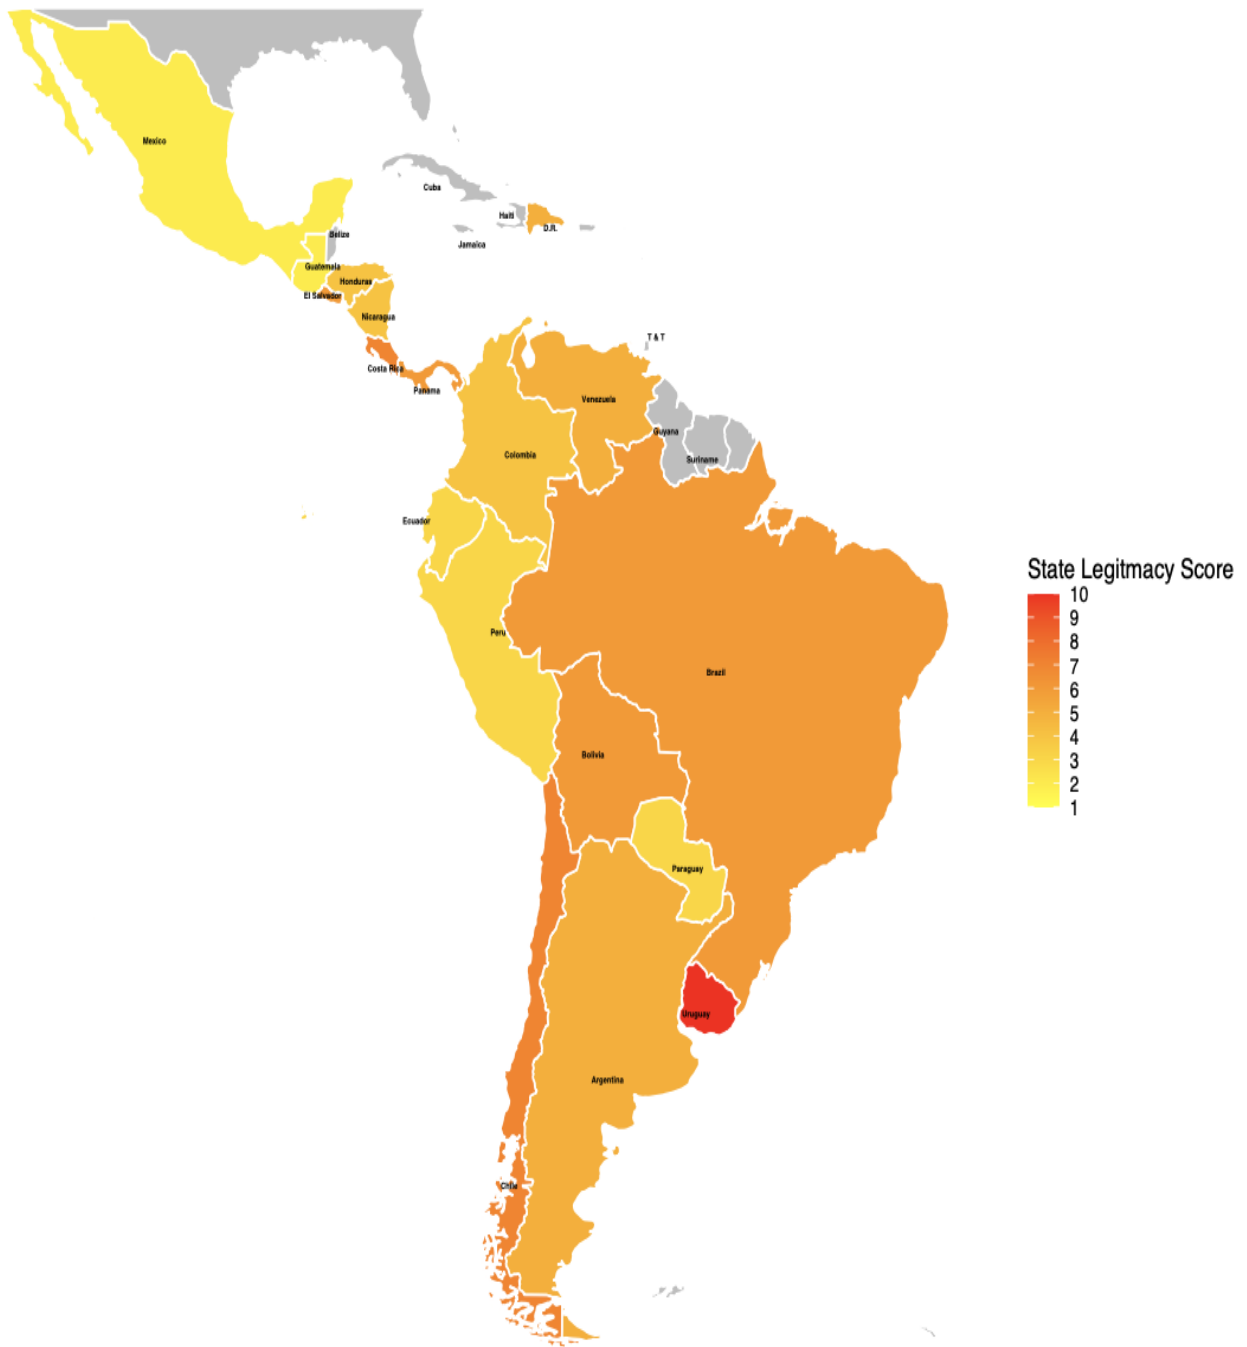 Mexico
Cuba
Haiti
D.R.
Belize
Jamaica
Guatemala
Honduras
El Salvador
Nicaragua
T & T
Costa Rica
Panama
Venezuela
Guyana
Colombia
Suriname
Ecuador
Peru
Brazil
Bolivia
Paraguay
Uruguay
Argentina
Chile
State Legitmacy Score
10
9
8
7
6
5
4
3
2
1